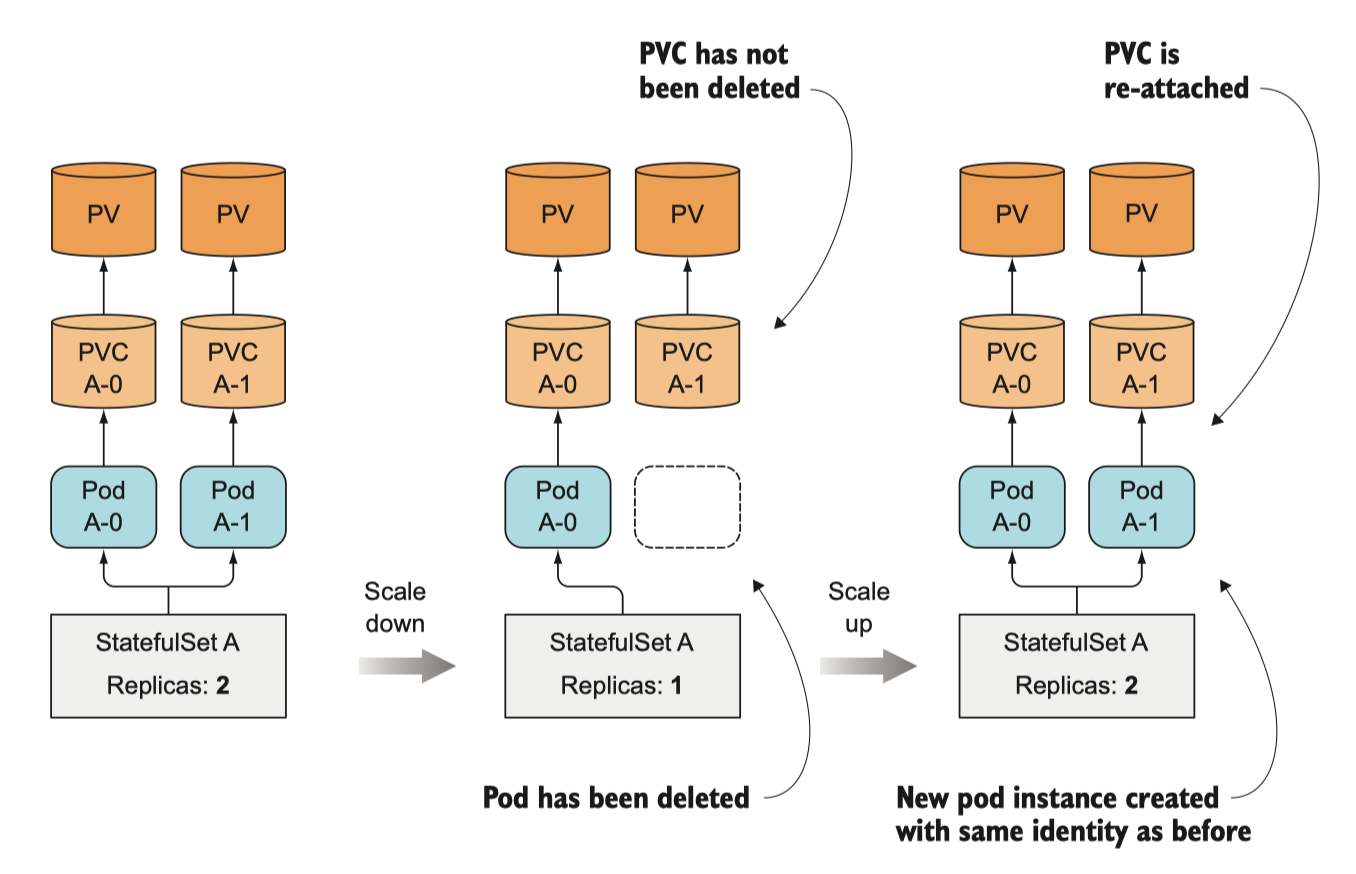 PVC has not
been deleted
PVC is
re-attached
PV
PV
PVC
A-0
PVC
A-1
Pod
A-0
Pod
A-1
StatefulSet A
Replicas: 2
Scale
down
PV
PV
PVC
A-0
PVC
A-1
Pod
A-0
StatefulSet A
Replicas: 1
Pod has been deleted
Scale
up
PV
PV
PVC
A-0
PVC
A-1
Pod
A-0
Pod
A-1
StatefulSet A
Replicas: 2
New pod instance created
with same identity as before